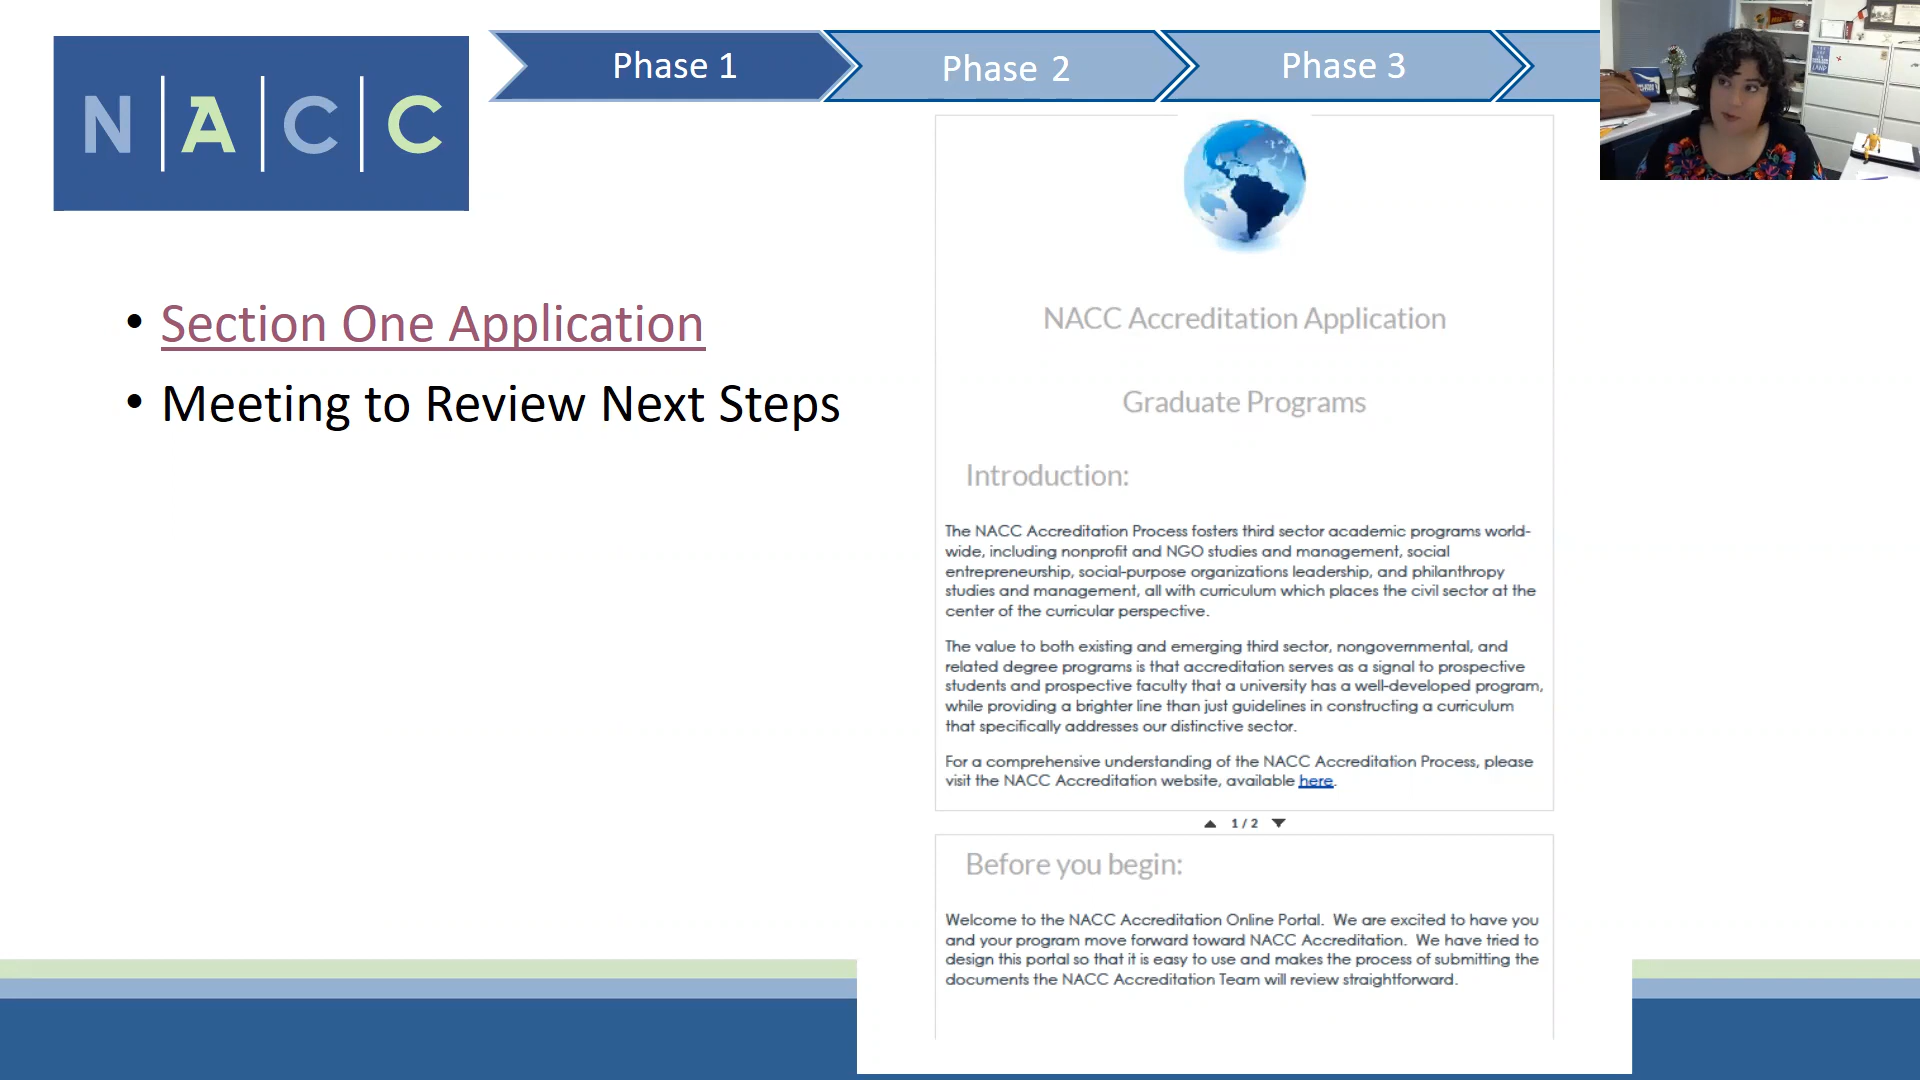 NACC
Phase 1
Phase 2
Phase 3
• Section One Application
• Meeting to Review Next Steps
NACC Accreditation Application
Graduate Programs
Introduction:
The NACC Accreditation Process fosters third sector academic programs world-
wide, including nonprofit and NGO studies and management, social
entrepreneurship, social-purpose organizations leadership, and philanthropy
studies and management, all with curriculum which places the civil sector at the
center of the curricular perspective.
The value to both existing and emerging third sector, nongovernmental, and
related degree programs is that accreditation serves as a signal to prospective
students and prospective faculty that a university has a well-developed program,
while providing a brighter line than just guidelines in constructing a curriculum
that specifically addresses our distinctive sector.
For a comprehensive understanding of the NACC Accreditation Process, please
visit the NACC Accreditation website, available here.
1 / 2
Before you begin:
Welcome to the NACC Accreditation Online Portal. We are excited to have you
and your program move forward toward NACC Accreditation. We have tried to
design this portal so that it is easy to use and makes the process of submitting the
documents the NACC Accreditation Team will review straightforward.